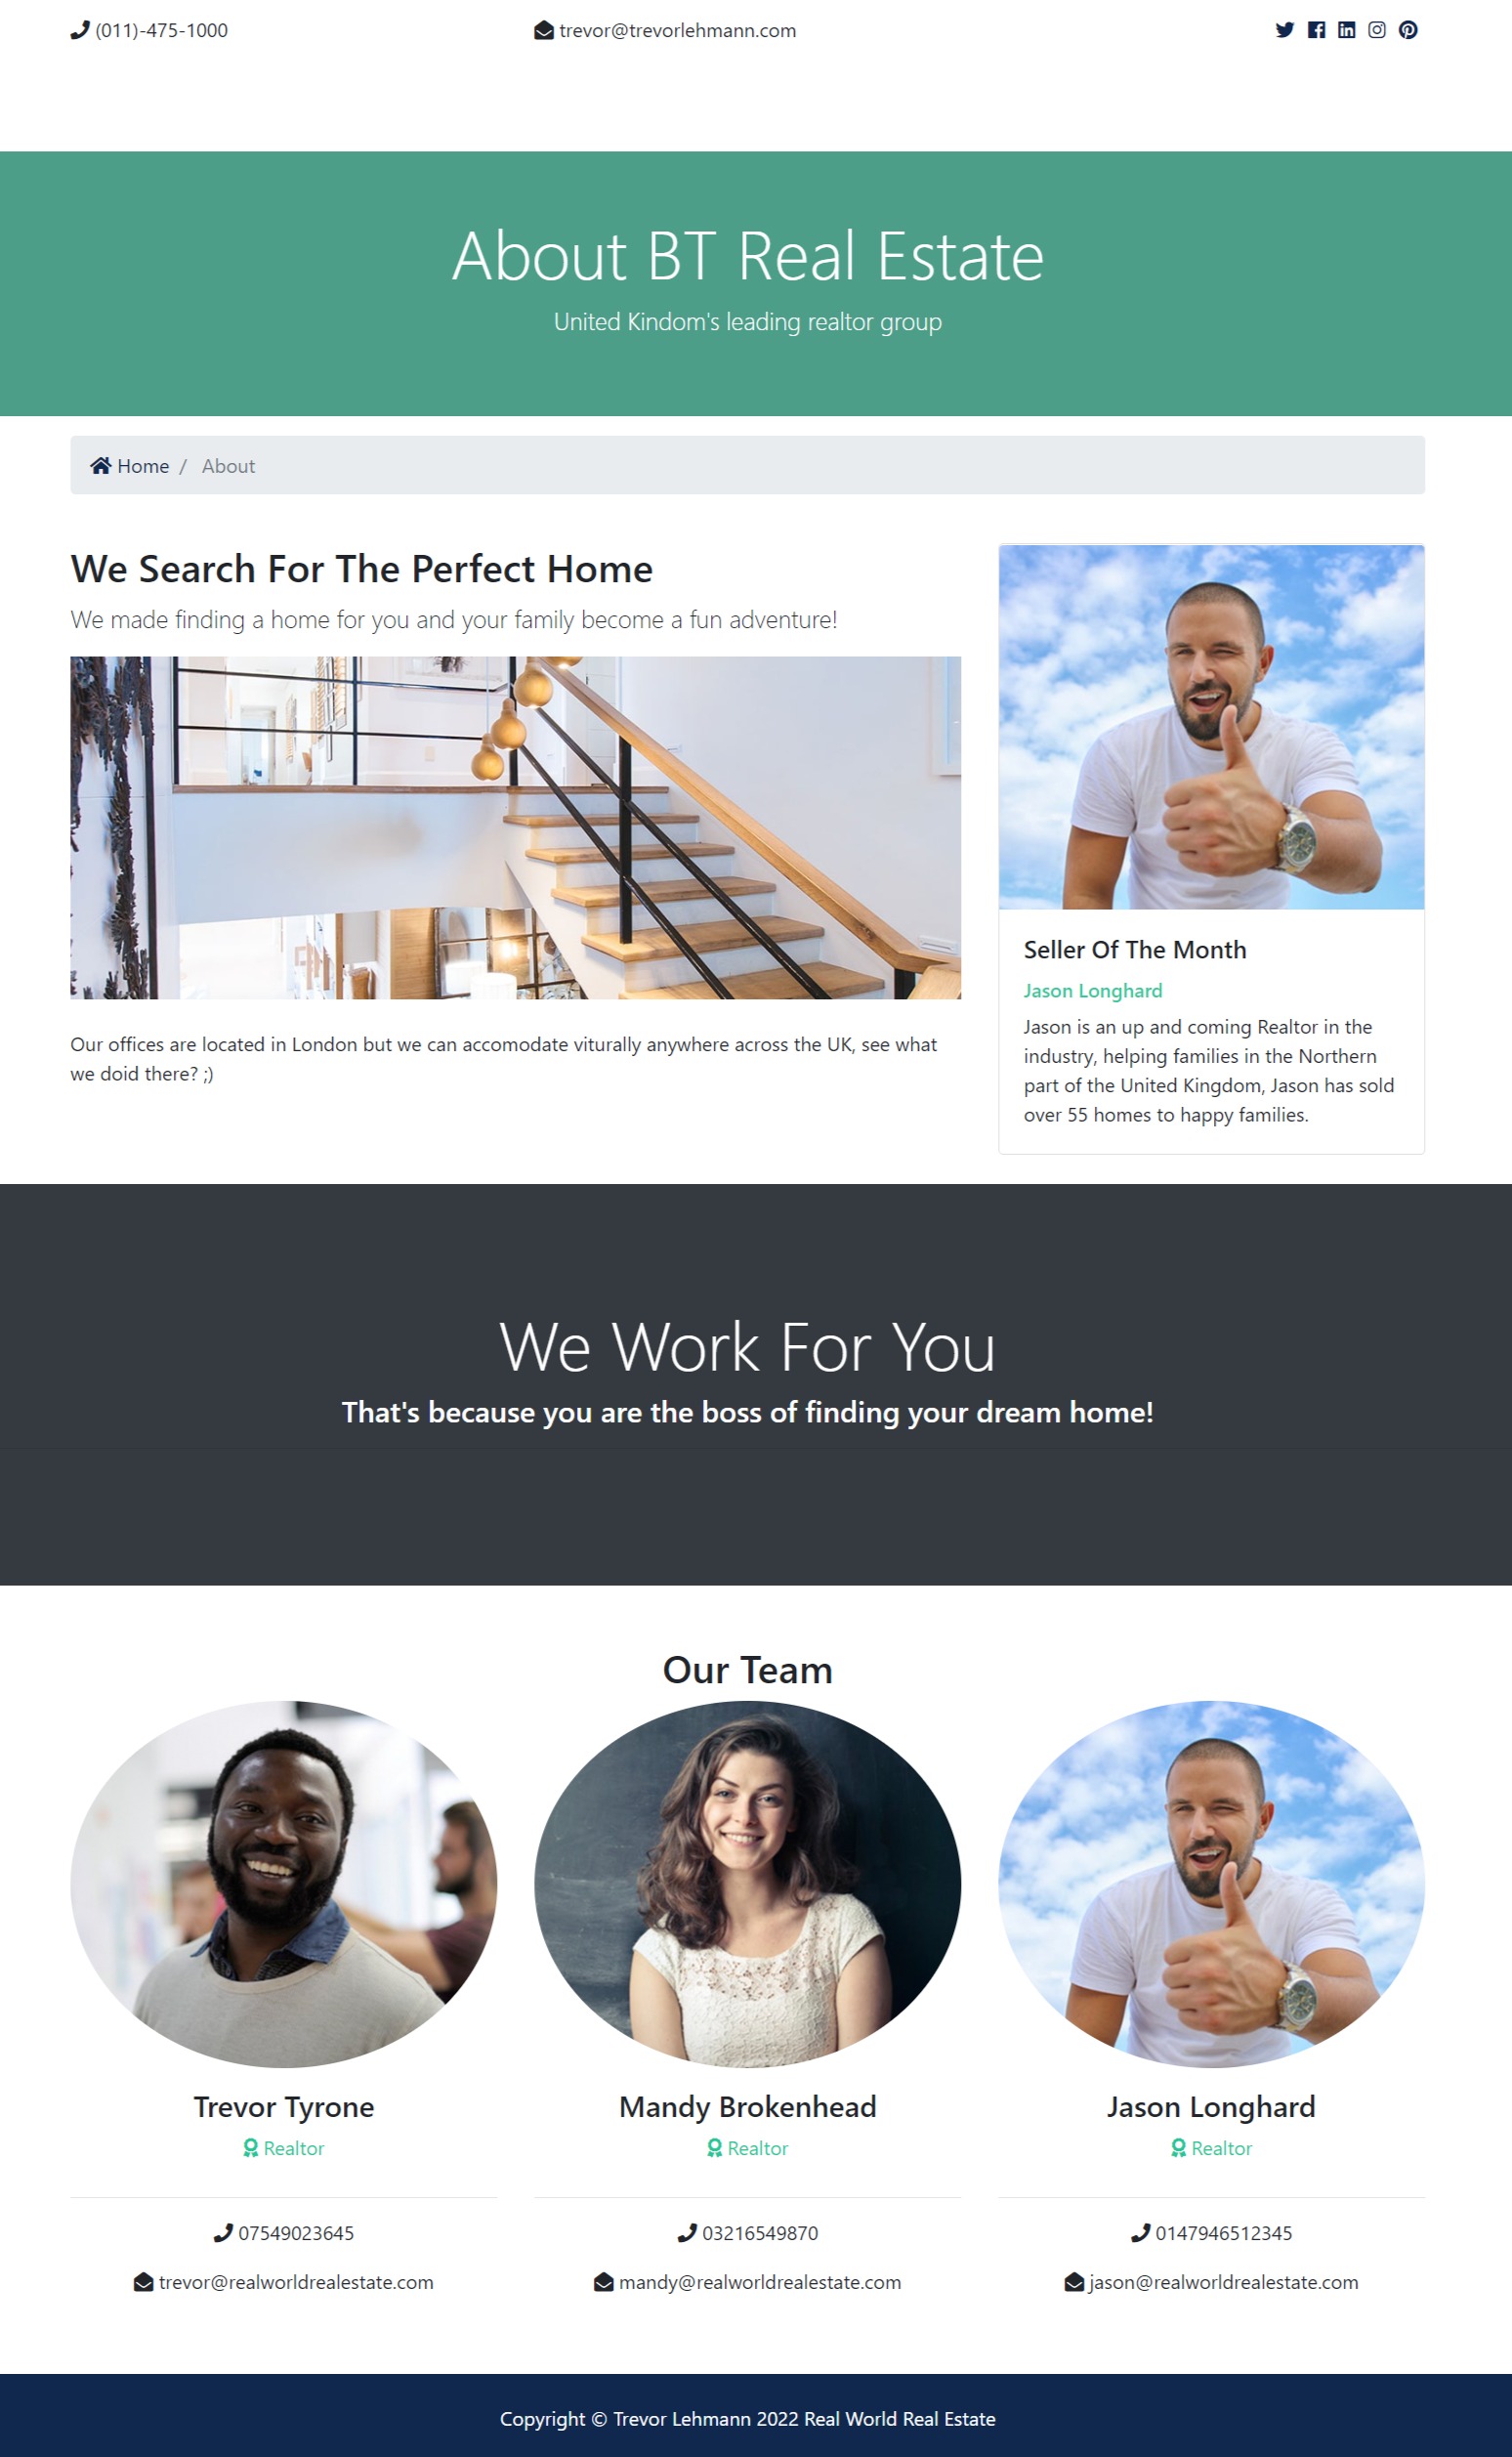 (011)-475-1000
trevor@trevorlehmann.com
About BT Real Estate
United Kindom's leading realtor group
Home / About
We Search For The Perfect Home
We made finding a home for you and your family become a fun adventure!
Our offices are located in London but we can accomodate viturally anywhere across the UK, see what
we doid there? ;)
Seller Of The Month
Jason Longhard
Jason is an up and coming Realtor in the
industry, helping families in the Northern
part of the United Kingdom, Jason has sold
over 55 homes to happy families.
We Work For You
That's because you are the boss of finding your dream home!
Our Team
Trevor Tyrone
Realtor
07549023645
trevor@realworldrealestate.com
Mandy Brokenhead
Realtor
03216549870
mandy@realworldrealestate.com
Jason Longhard
Realtor
0147946512345
jason@realworldrealestate.com
Copyright © Trevor Lehmann 2022 Real World Real Estate